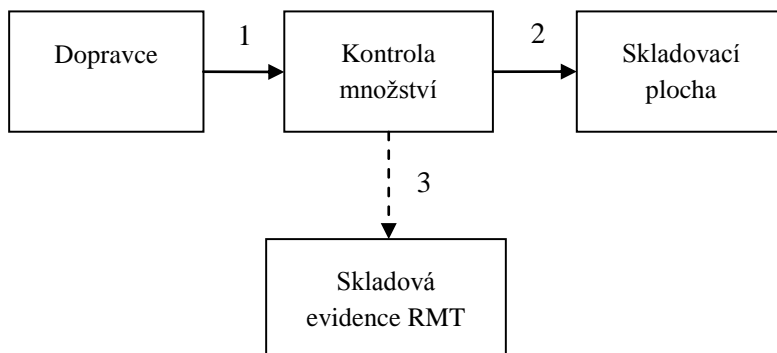 Dopravce
1
Kontrola
množství
2
Skladovací
plocha
3
Skladová
evidence RMT